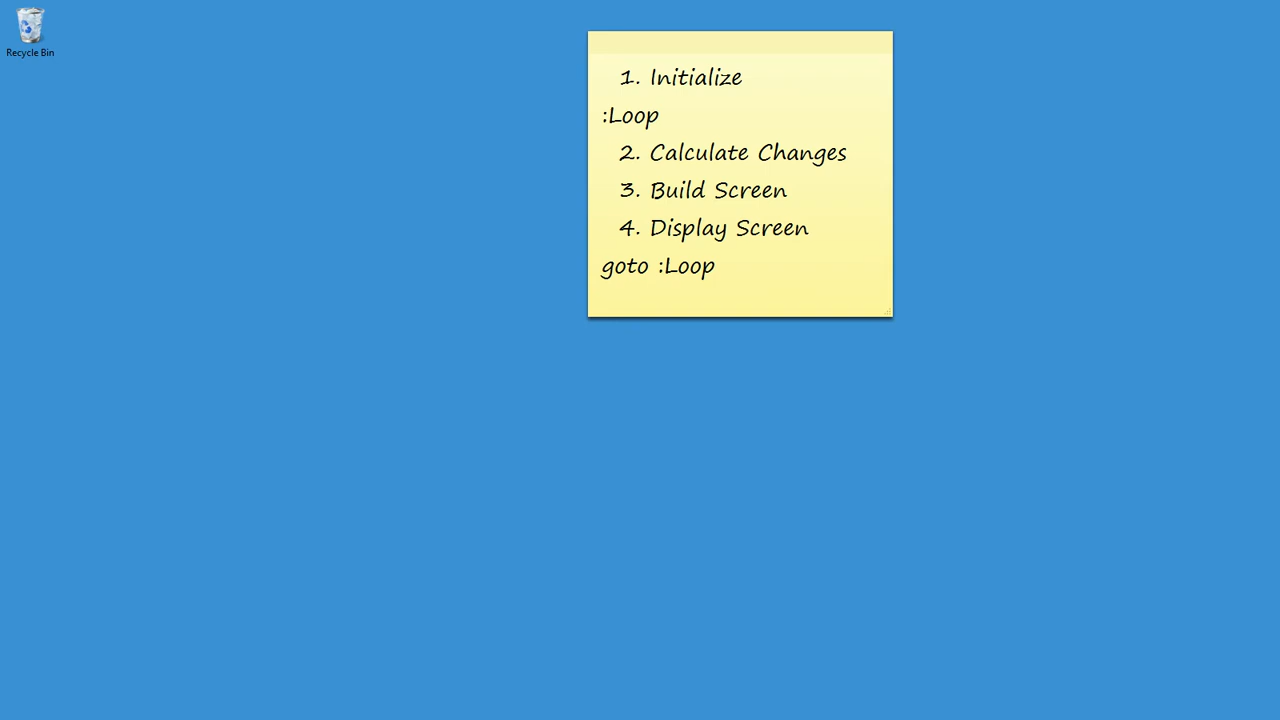 Recycle Bin
1. Initialize
:Loop
2. Calculate Changes
3. Build Screen
4. Display Screen
goto :Loop